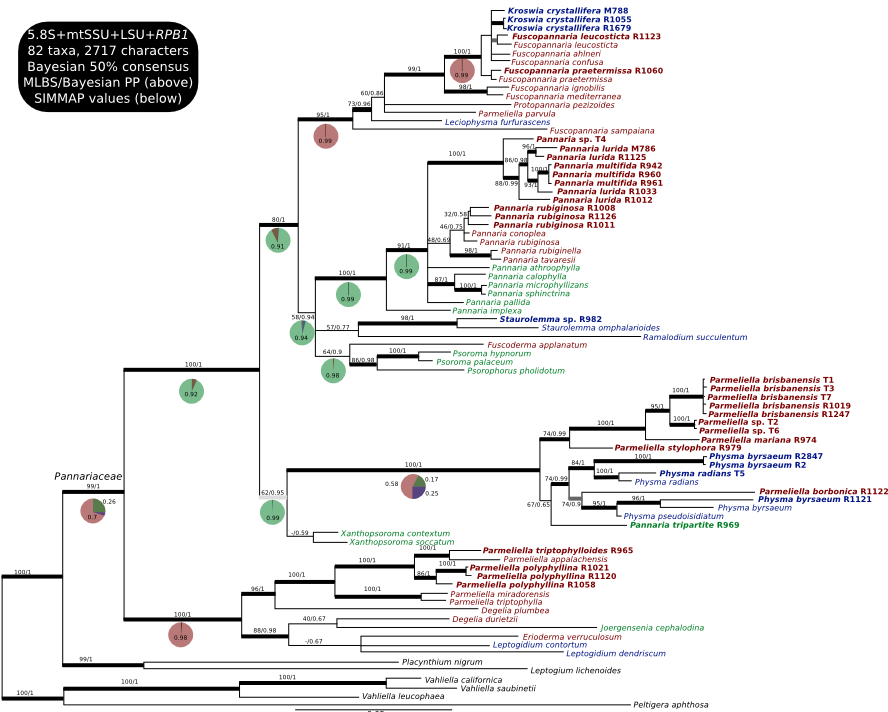 5.8S+mtSSU+LSU+RPB1
82 taxa, 2717 characters
Bayesian 50% consensus
MLBS/Bayesian PP (above)
SIMMAP values (below)
Kroswia crystallifera M788
Kroswia crystallifera R1055
Kroswia crystallifera R1679
Fuscopannaria leucosticta R1123
Fuscopannaria leucosticta
Fuscopannaria ahlneri
100/1
Fuscopannaria confusa
99/1
0.99
Fuscopannaria praetermissa R1060
Fuscopannaria praetermissa
98/1
Fuscopannaria ignobilis
60/0.86
Fuscopannaria mediterranea
73/0.96
Protopannaria pezizoides
95/1
Parmeliella parvula
Leciophysma furfurascens
0.99
Fuscopannaria sampaiana
Pannaria sp. T4
96/1
Pannaria lurida M786
100/1
86/0.98
Pannaria lurida R1125
100/1
Pannaria multifida R942
Pannaria multifida R960
88/0.99
93/1
Pannaria multifida R961
Pannaria lurida R1033
Pannaria lurida R1012
32/0.58
Pannaria rubiginosa R1008
Pannaria rubiginosa R1126
80/1
46/0.75
Pannaria rubiginosa R1011
Pannaria conoplea
48/0.69
Pannaria rubiginosa
0.91
91/1
98/1
Pannaria rubiginella
Pannaria tavaresii
0.99
Pannaria athroophylla
100/1
87/1
Pannaria calophylla
100/1
Pannaria microphyllizans
0.99
Pannaria sphinctrina
Pannaria pallida
Pannaria implexa
58/0.94
98/1
Staurolemma sp. R982
57/0.77
Staurolemma omphalarioides
0.94
Ramalodium succulentum
64/0.9
Fuscoderma applanatum
100/1
Psoroma hypnorum
86/0.98
Psoroma palaceum
100/1
0.98
Psorophorus pholidotum
0.92
Parmeliella brisbanensis T1
100/1
Parmeliella brisbanensis T3
Parmeliella brisbanensis T7
95/1
Parmeliella brisbanensis R1019
Parmeliella brisbanensis R1247
100/1
Parmeliella sp. T2
100/1
Parmeliella sp. T6
74/0.99
Parmeliella mariana R974
Parmeliella stylophora R979
100/1
Physma byrsaeum R2847
84/1
Physma byrsaeum R2
100/1
100/1
Physma radians T5
Pannariaceae
74/0.99
Physma radians
99/1
0.58
0.17
62/0.95
0.25
Parmeliella borbonica R1122
0.26
67/0.65
74/0.9
96/1
Physma byrsaeum R1121
95/1
Physma byrsaeum
0.7
0.99
Physma pseudoisidiatum
Pannaria tripartite R969
-/0.59
Xanthopsoroma contextum
Xanthopsoroma soccatum
100/1
Parmeliella triptophylloides R965
Parmeliella appalachensis
100/1
Parmeliella polyphyllina R1021
100/1
100/1
86/1
Parmeliella polyphyllina R1120
Parmeliella polyphyllina R1058
96/1
100/1
Parmeliella miradorensis
Parmeliella triptophylla
Degelia plumbea
100/1
40/0.67
Degelia durietzii
88/0.98
Joergensenia cephalodina
0.98
-/0.67
Erioderma verruculosum
Leptogidium contortum
Leptogidium dendriscum
99/1
Placynthium nigrum
Leptogium lichenoides
100/1
Vahliella californica
100/1
Vahliella saubinetii
100/1
Vahliella leucophaea
Peltigera aphthosa